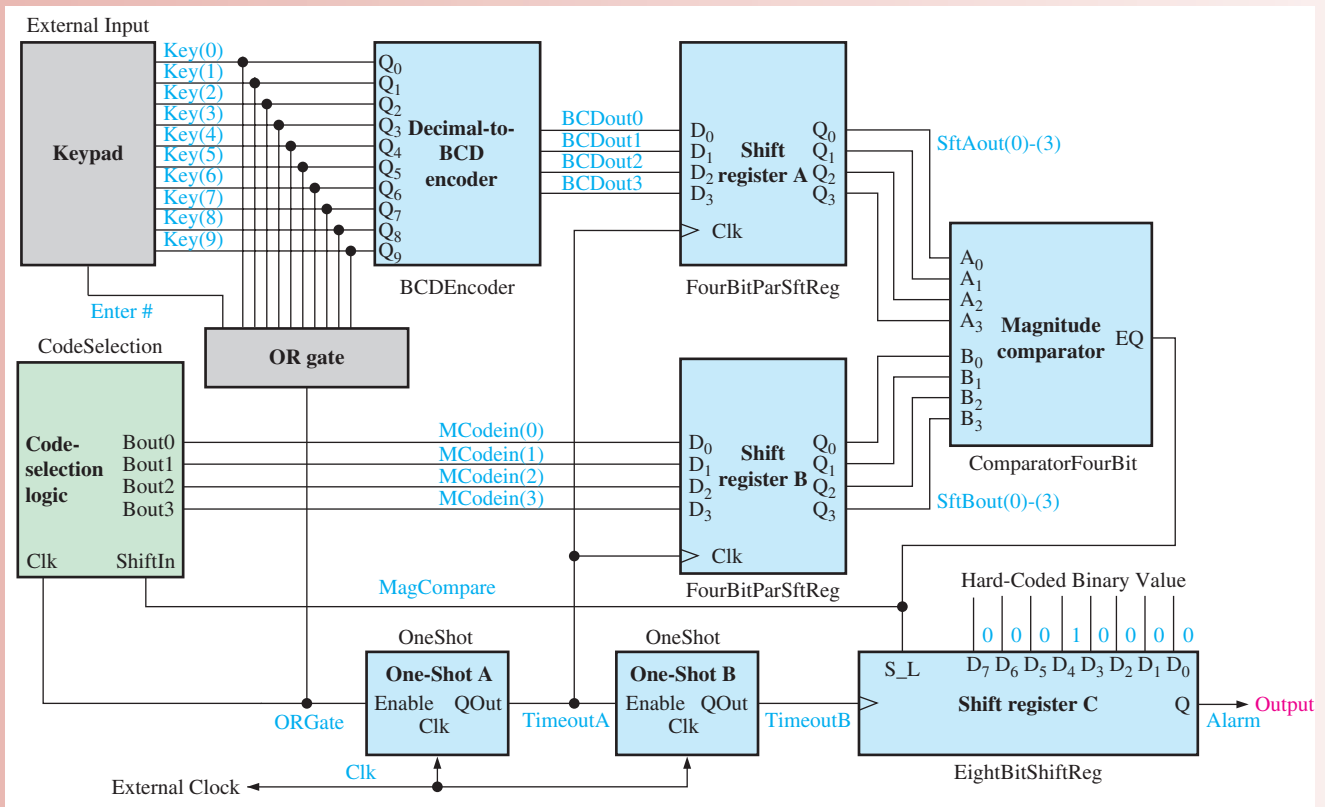 External Input
Key(0)
Key(1)
Key(2)
Key(3)
Key(4)
Key(5)
Key(6)
Key(7)
Key(8)
Key(9)
Keypad
Enter #
Q0
Q1
Q2
Q3
Q4
Q5
Q6
Q7
Q8
Q9
Decimal-to-
BCD
encoder
BCDEncoder
BCDout0
BCDout1
BCDout2
BCDout3
D0
D1
D2
D3
Clk
Shift
register A
Q0
Q1
Q2
Q3
FourBitParSftReg
SftAout(0)-(3)
A0
A1
A2
A3
B0
B1
B2
B3
Magnitude
comparator
EQ
ComparatorFourBit
OR gate
CodeSelection
Code-
selection
logic
Bout0
Bout1
Bout2
Bout3
Clk
ShiftIn
MCodein(0)
MCodein(1)
MCodein(2)
MCodein(3)
D0
D1
D2
D3
Clk
Shift
register B
Q0
Q1
Q2
Q3
FourBitParSftReg
SftBout(0)-(3)
MagCompare
Hard-Coded Binary Value
0 0 0 1 0 0 0 0
OneShot
One-Shot A
Enable QOut
Clk
OneShot
One-Shot B
Enable QOut
Clk
S_L
D7 D6 D5 D4 D3 D2 D1 D0
Shift register C
Q
ORGate
TimeoutA
TimeoutB
Alarm
Output
EightBitShiftReg
Clk
External Clock